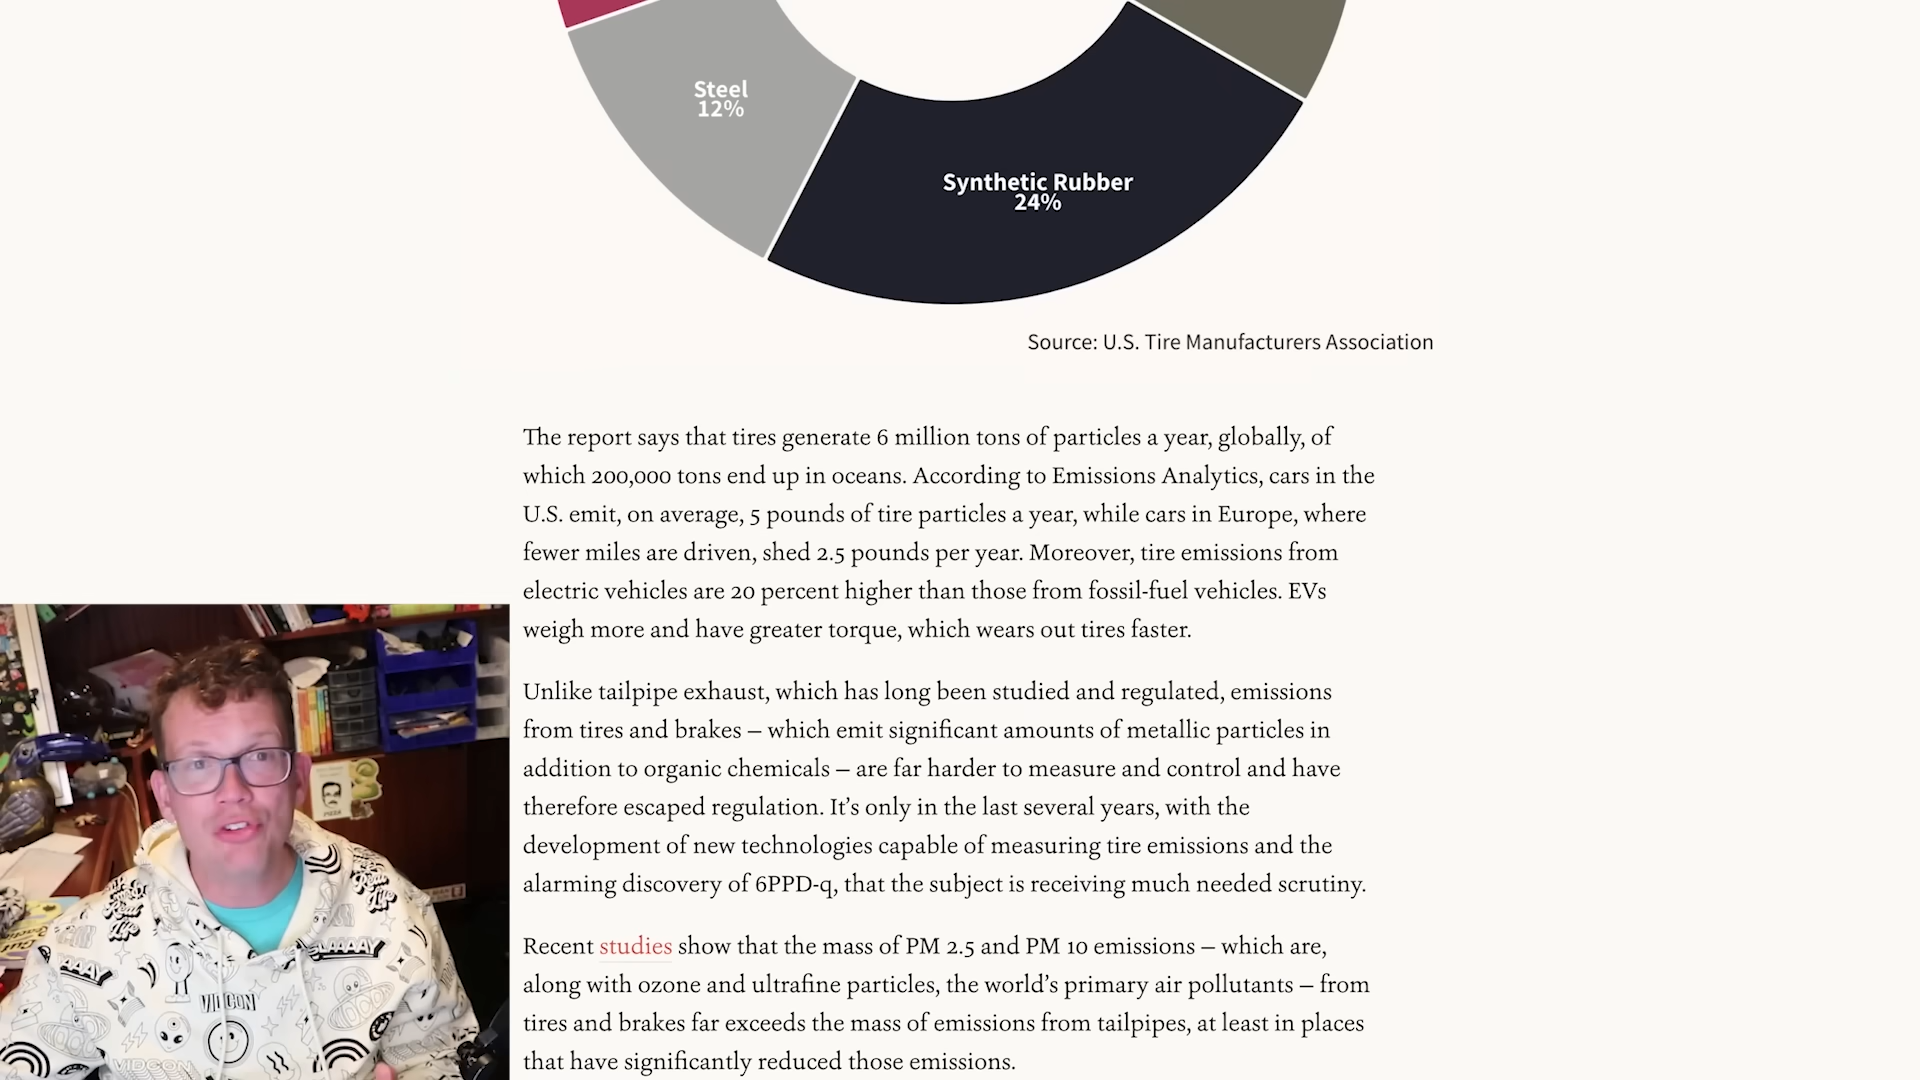 Steel
12%
Synthetic Rubber
24%
Source: U.S. Tire Manufacturers Association
The report says that tires generate 6 million tons of particles a year, globally, of
which 200,000 tons end up in oceans. According to Emissions Analytics, cars in the
U.S. emit, on average, 5 pounds of tire particles a year, while cars in Europe, where
fewer miles are driven, shed 2.5 pounds per year. Moreover, tire emissions from
electric vehicles are 20 percent higher than those from fossil-fuel vehicles. EVs
weigh more and have greater torque, which wears out tires faster.
Unlike tailpipe exhaust, which has long been studied and regulated, emissions
from tires and brakes – which emit significant amounts of metallic particles in
addition to organic chemicals – are far harder to measure and control and have
therefore escaped regulation. It’s only in the last several years, with the
development of new technologies capable of measuring tire emissions and the
alarming discovery of 6PPD-q, that the subject is receiving much needed scrutiny.
Recent studies show that the mass of PM 2.5 and PM 10 emissions – which are,
along with ozone and ultrafine particles, the world’s primary air pollutants – from
tires and brakes far exceeds the mass of emissions from tailpipes, at least in places
that have significantly reduced those emissions.
PIZZA
VIDCON
VIDCON